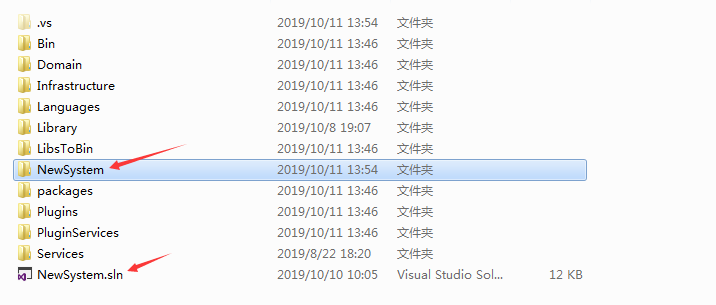 .vs 2019/10/11 13:54 文件夹
Bin 2019/10/11 13:46 文件夹
Domain 2019/10/11 13:46 文件夹
Infrastructure 2019/10/11 13:46 文件夹
Languages 2019/10/11 13:46 文件夹
Library 2019/10/8 19:07 文件夹
LibsToBin 2019/10/11 13:46 文件夹
NewSystem 2019/10/11 13:54 文件夹
packages 2019/10/11 13:46 文件夹
Plugins 2019/10/11 13:46 文件夹
PluginServices 2019/10/11 13:46 文件夹
Services 2019/8/22 18:20 文件夹
NewSystem.sln 2019/10/10 10:05 Visual Studio Sol... 12 KB